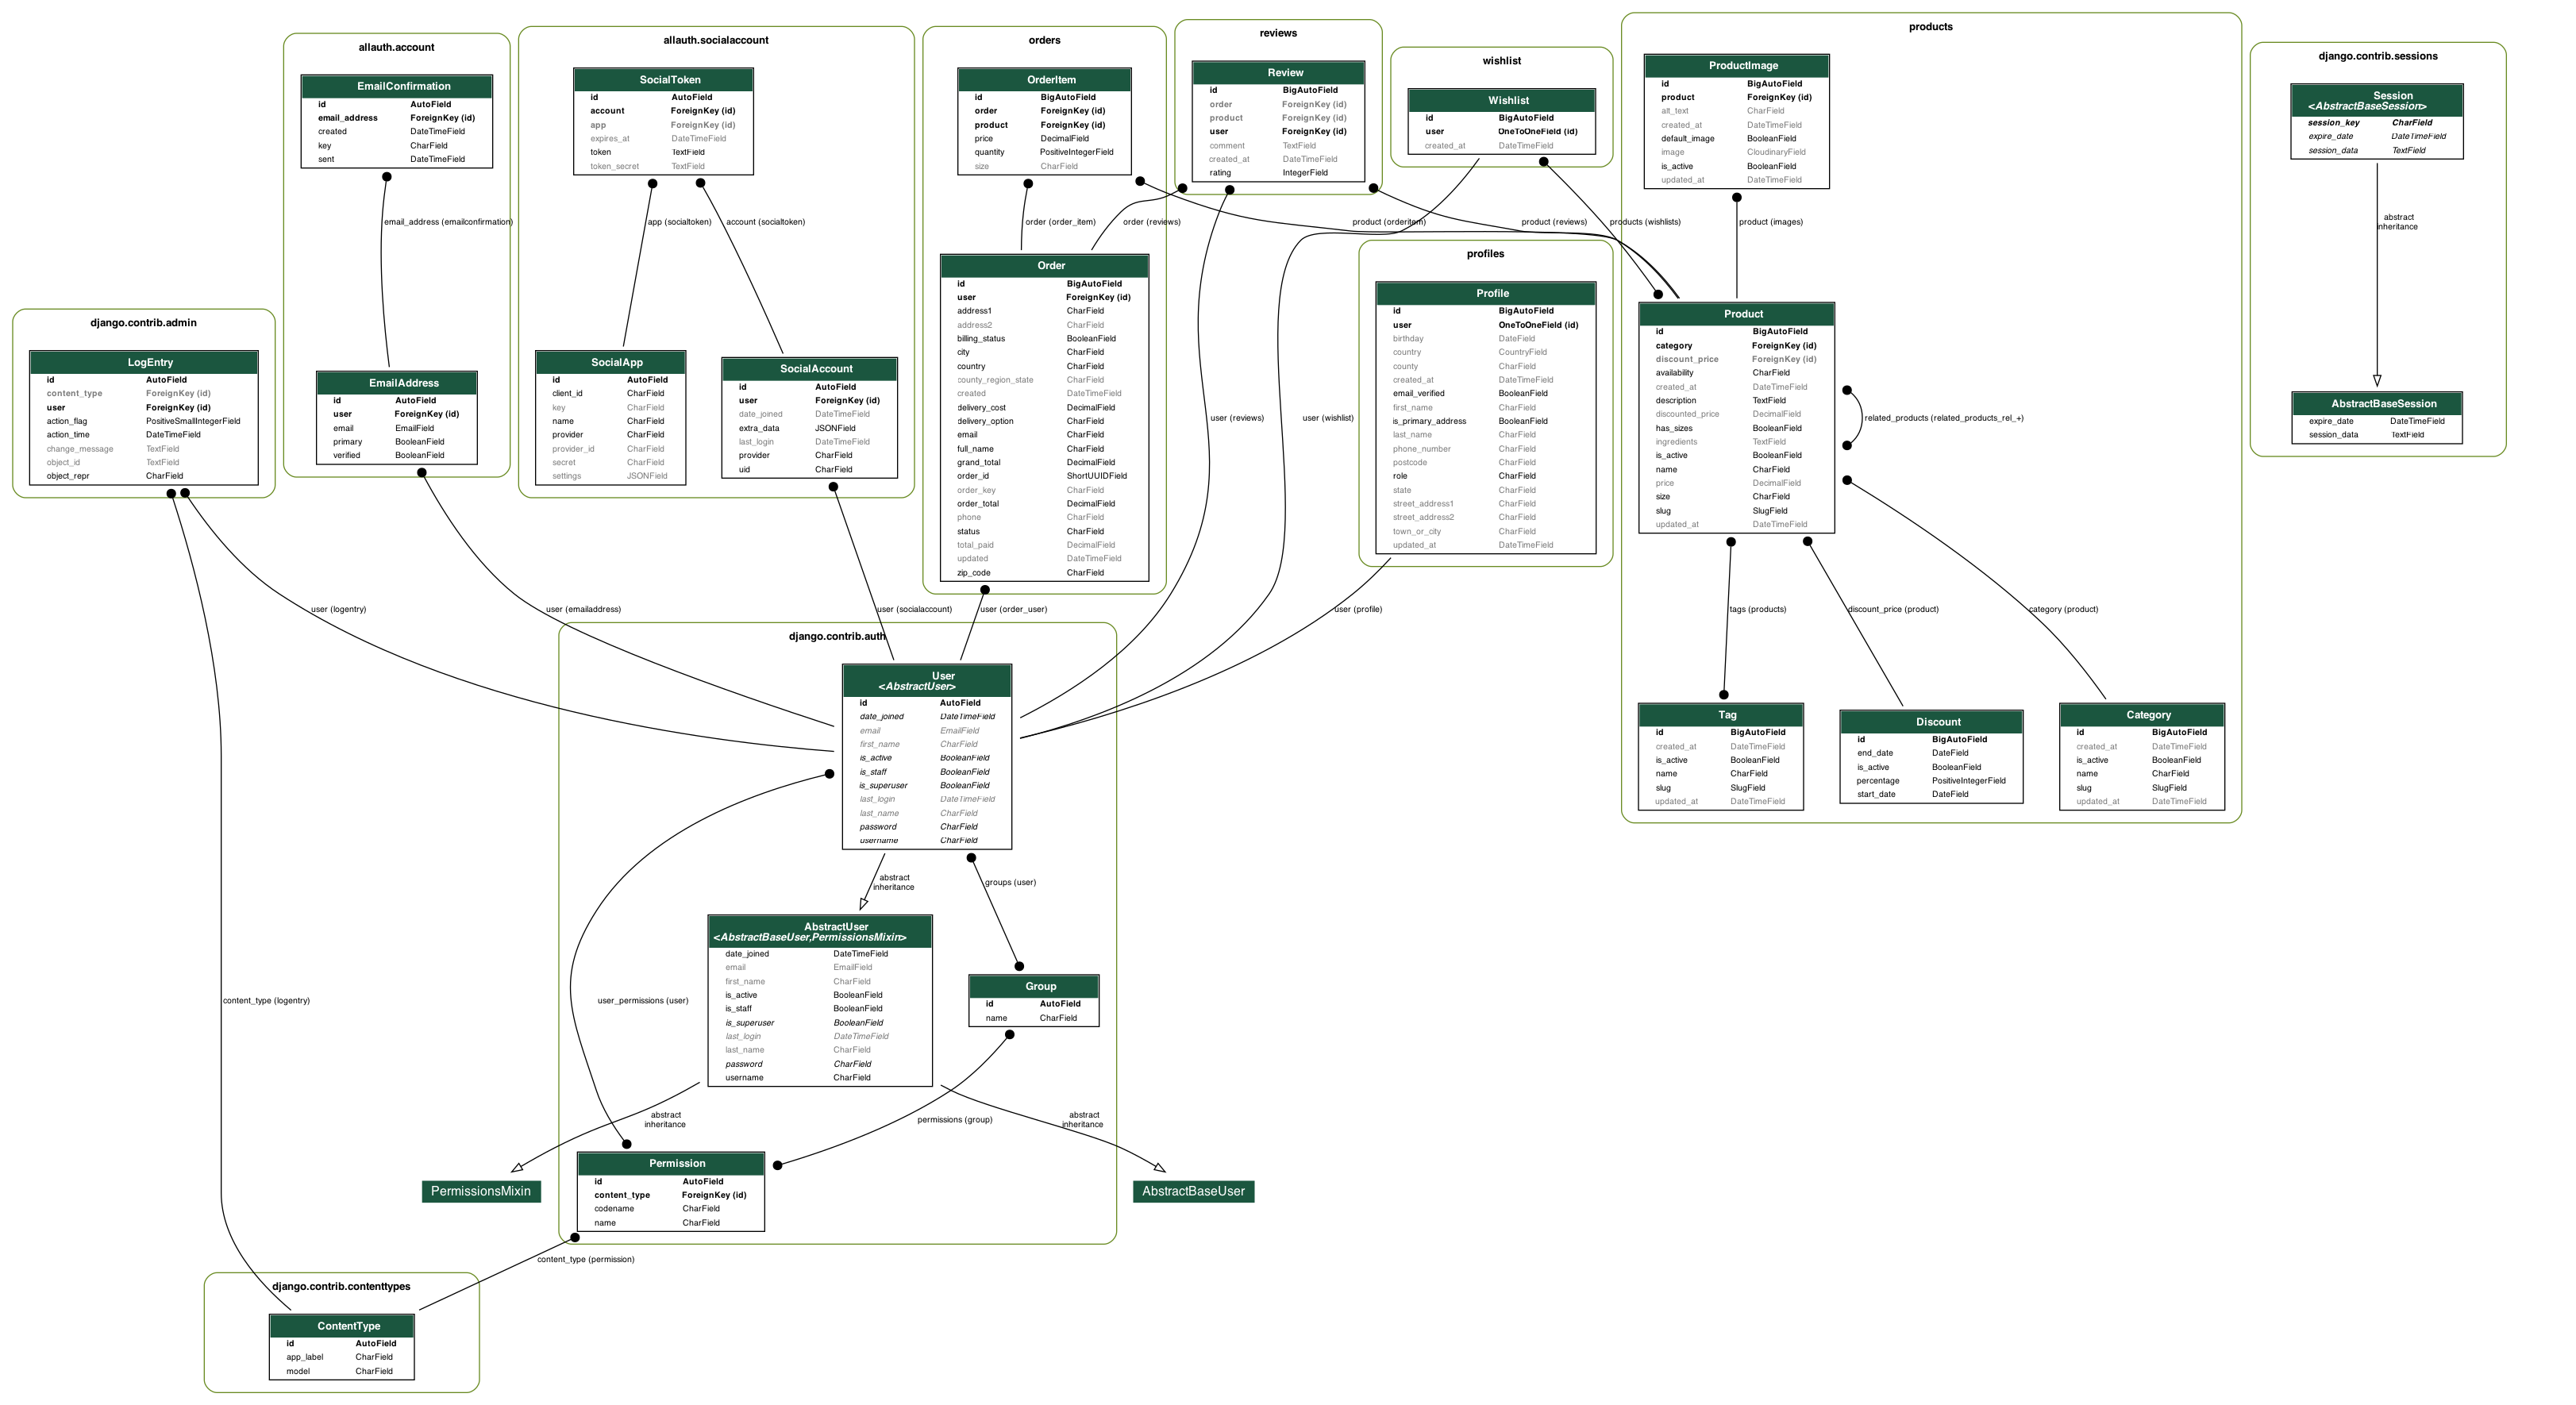 allauth.account
EmailConfirmation
id AutoField
email_address ForeignKey (id)
created DateTimeField
key CharField
sent DateTimeField
email_address (emailconfirmation)
EmailAddress
id AutoField
user ForeignKey (id)
email EmailField
primary BooleanField
verified BooleanField
allauth.socialaccount
SocialToken
id AutoField
account ForeignKey (id)
app ForeignKey (id)
expires_at DateTimeField
token TextField
token_secret TextField
app (socialtoken)
account (socialtoken)
SocialApp
id AutoField
client_id CharField
key CharField
name CharField
provider CharField
provider_id CharField
secret CharField
settings JSONField
SocialAccount
id AutoField
user ForeignKey (id)
date_joined DateTimeField
extra_data JSONField
last_login DateTimeField
provider CharField
uid CharField
orders
OrderItem
id BigAutoField
order ForeignKey (id)
product ForeignKey (id)
price DecimalField
quantity PositiveIntegerField
size CharField
order (order_item)
order (reviews)
Order
id BigAutoField
user ForeignKey (id)
address1 CharField
address2 CharField
billing_status BooleanField
city CharField
country CharField
county_region_state CharField
created DateTimeField
delivery_cost DecimalField
delivery_option CharField
email CharField
full_name CharField
grand_total DecimalField
order_id ShortUUIDField
order_key CharField
order_total DecimalField
phone CharField
status CharField
total_paid DecimalField
updated DateTimeField
zip_code CharField
reviews
Review
id BigAutoField
order ForeignKey (id)
product ForeignKey (id)
user ForeignKey (id)
comment TextField
created_at DateTimeField
rating IntegerField
wishlist
Wishlist
id BigAutoField
user OneToOneField (id)
created_at DateTimeField
product (orderitem)
product (reviews)
products (wishlists)
product (images)
profiles
Profile
id BigAutoField
user OneToOneField (id)
birthday DateField
country CountryField
county CharField
created_at DateTimeField
email_verified BooleanField
first_name CharField
is_primary_address BooleanField
last_name CharField
phone_number CharField
postcode CharField
role CharField
state CharField
street_address1 CharField
street_address2 CharField
town_or_city CharField
updated_at DateTimeField
products
ProductImage
id BigAutoField
product ForeignKey (id)
alt_text CharField
created_at DateTimeField
default_image BooleanField
image CloudinaryField
is_active BooleanField
updated_at DateTimeField
Product
id BigAutoField
category ForeignKey (id)
discount_price ForeignKey (id)
availability CharField
created_at DateTimeField
description TextField
discounted_price DecimalField
has_sizes BooleanField
ingredients TextField
is_active BooleanField
name CharField
price DecimalField
size CharField
slug SlugField
updated_at DateTimeField
related_products (related_products_rel_+)
tags (products)
discount_price (product)
category (product)
Tag
id BigAutoField
created_at DateTimeField
is_active BooleanField
name CharField
slug SlugField
updated_at DateTimeField
Discount
id BigAutoField
end_date DateField
is_active BooleanField
percentage PositiveIntegerField
start_date DateField
Category
id BigAutoField
created_at DateTimeField
is_active BooleanField
name CharField
slug SlugField
updated_at DateTimeField
django.contrib.sessions
Session
<AbstractBaseSession>
session_key CharField
expire_date DateTimeField
session_data TextField
abstract
inheritance
AbstractBaseSession
expire_date DateTimeField
session_data TextField
django.contrib.admin
LogEntry
id AutoField
content_type ForeignKey (id)
user ForeignKey (id)
action_flag PositiveSmallIntegerField
action_time DateTimeField
change_message TextField
object_id TextField
object_repr CharField
user (logentry)
user (emailaddress)
user (socialaccount)
user (order_user)
user (reviews)
user (wishlist)
user (profile)
django.contrib.auth
User
<AbstractUser>
id AutoField
date_joined DateTimeField
email EmailField
first_name CharField
is_active BooleanField
is_staff BooleanField
is_superuser BooleanField
last_login DateTimeField
last_name CharField
password CharField
username CharField
abstract
inheritance
groups (user)
AbstractUser
<AbstractBaseUser,PermissionsMixin>
date_joined DateTimeField
email EmailField
first_name CharField
is_active BooleanField
is_staff BooleanField
is_superuser BooleanField
last_login DateTimeField
last_name CharField
password CharField
username CharField
Group
id AutoField
name CharField
user_permissions (user)
content_type (logentry)
abstract
inheritance
permissions (group)
abstract
inheritance
PermissionsMixin
Permission
id AutoField
content_type ForeignKey (id)
codename CharField
name CharField
AbstractBaseUser
content_type (permission)
django.contrib.contenttypes
ContentType
id AutoField
app_label CharField
model CharField